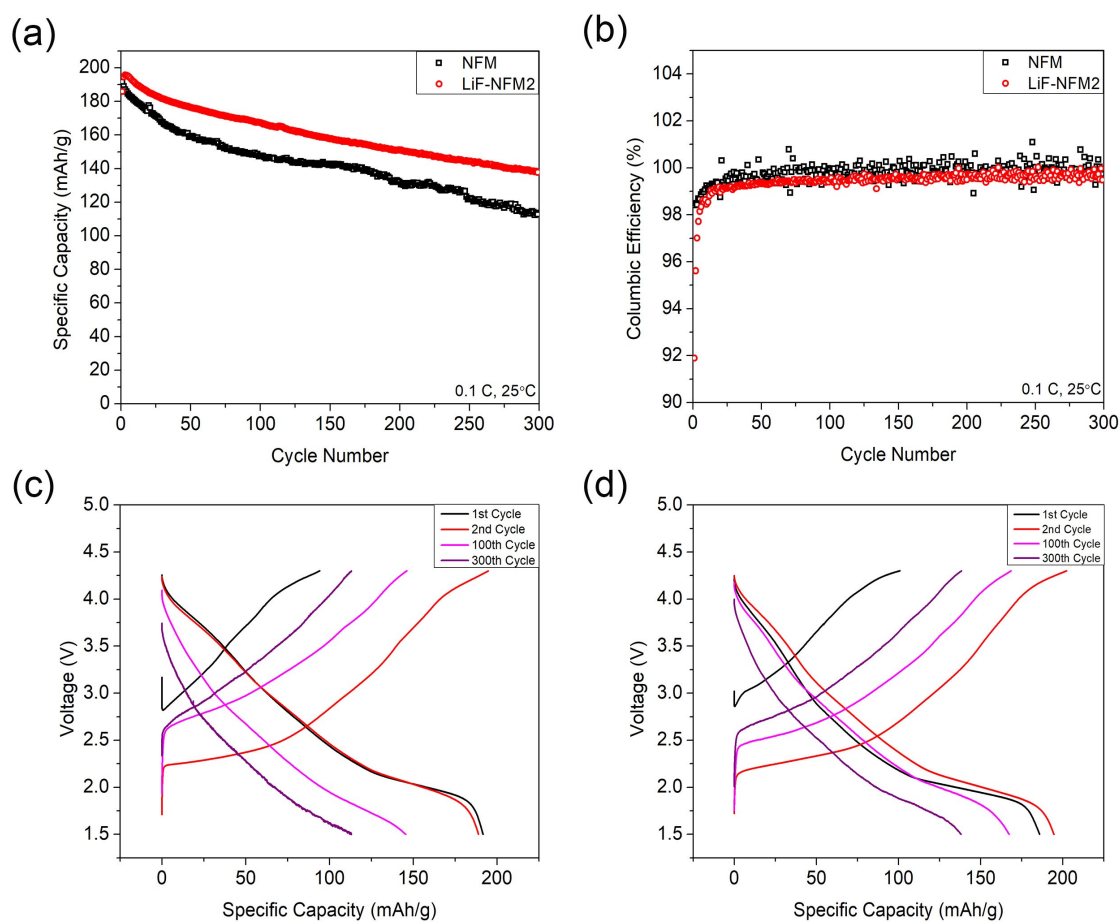 (a)
Specific Capacity (mAh/g)
200
180
160
140
120
100
80
60
40
20
0
NFM
LiF-NFM2
0.1 C, 25°C
0 50 100 150 200 250 300
Cycle Number
(b)
Columbic Efficiency (%)
104
102
100
98
96
94
92
90
NFM
LiF-NFM2
0.1 C, 25°C
0 50 100 150 200 250 300
Cycle Number
(c)
Voltage (V)
5.0
4.5
4.0
3.5
3.0
2.5
2.0
1.5
1st Cycle
2nd Cycle
100th Cycle
300th Cycle
0 50 100 150 200
Specific Capacity (mAh/g)
(d)
Voltage (V)
5.0
4.5
4.0
3.5
3.0
2.5
2.0
1.5
1st Cycle
2nd Cycle
100th Cycle
300th Cycle
0 50 100 150 200
Specific Capacity (mAh/g)